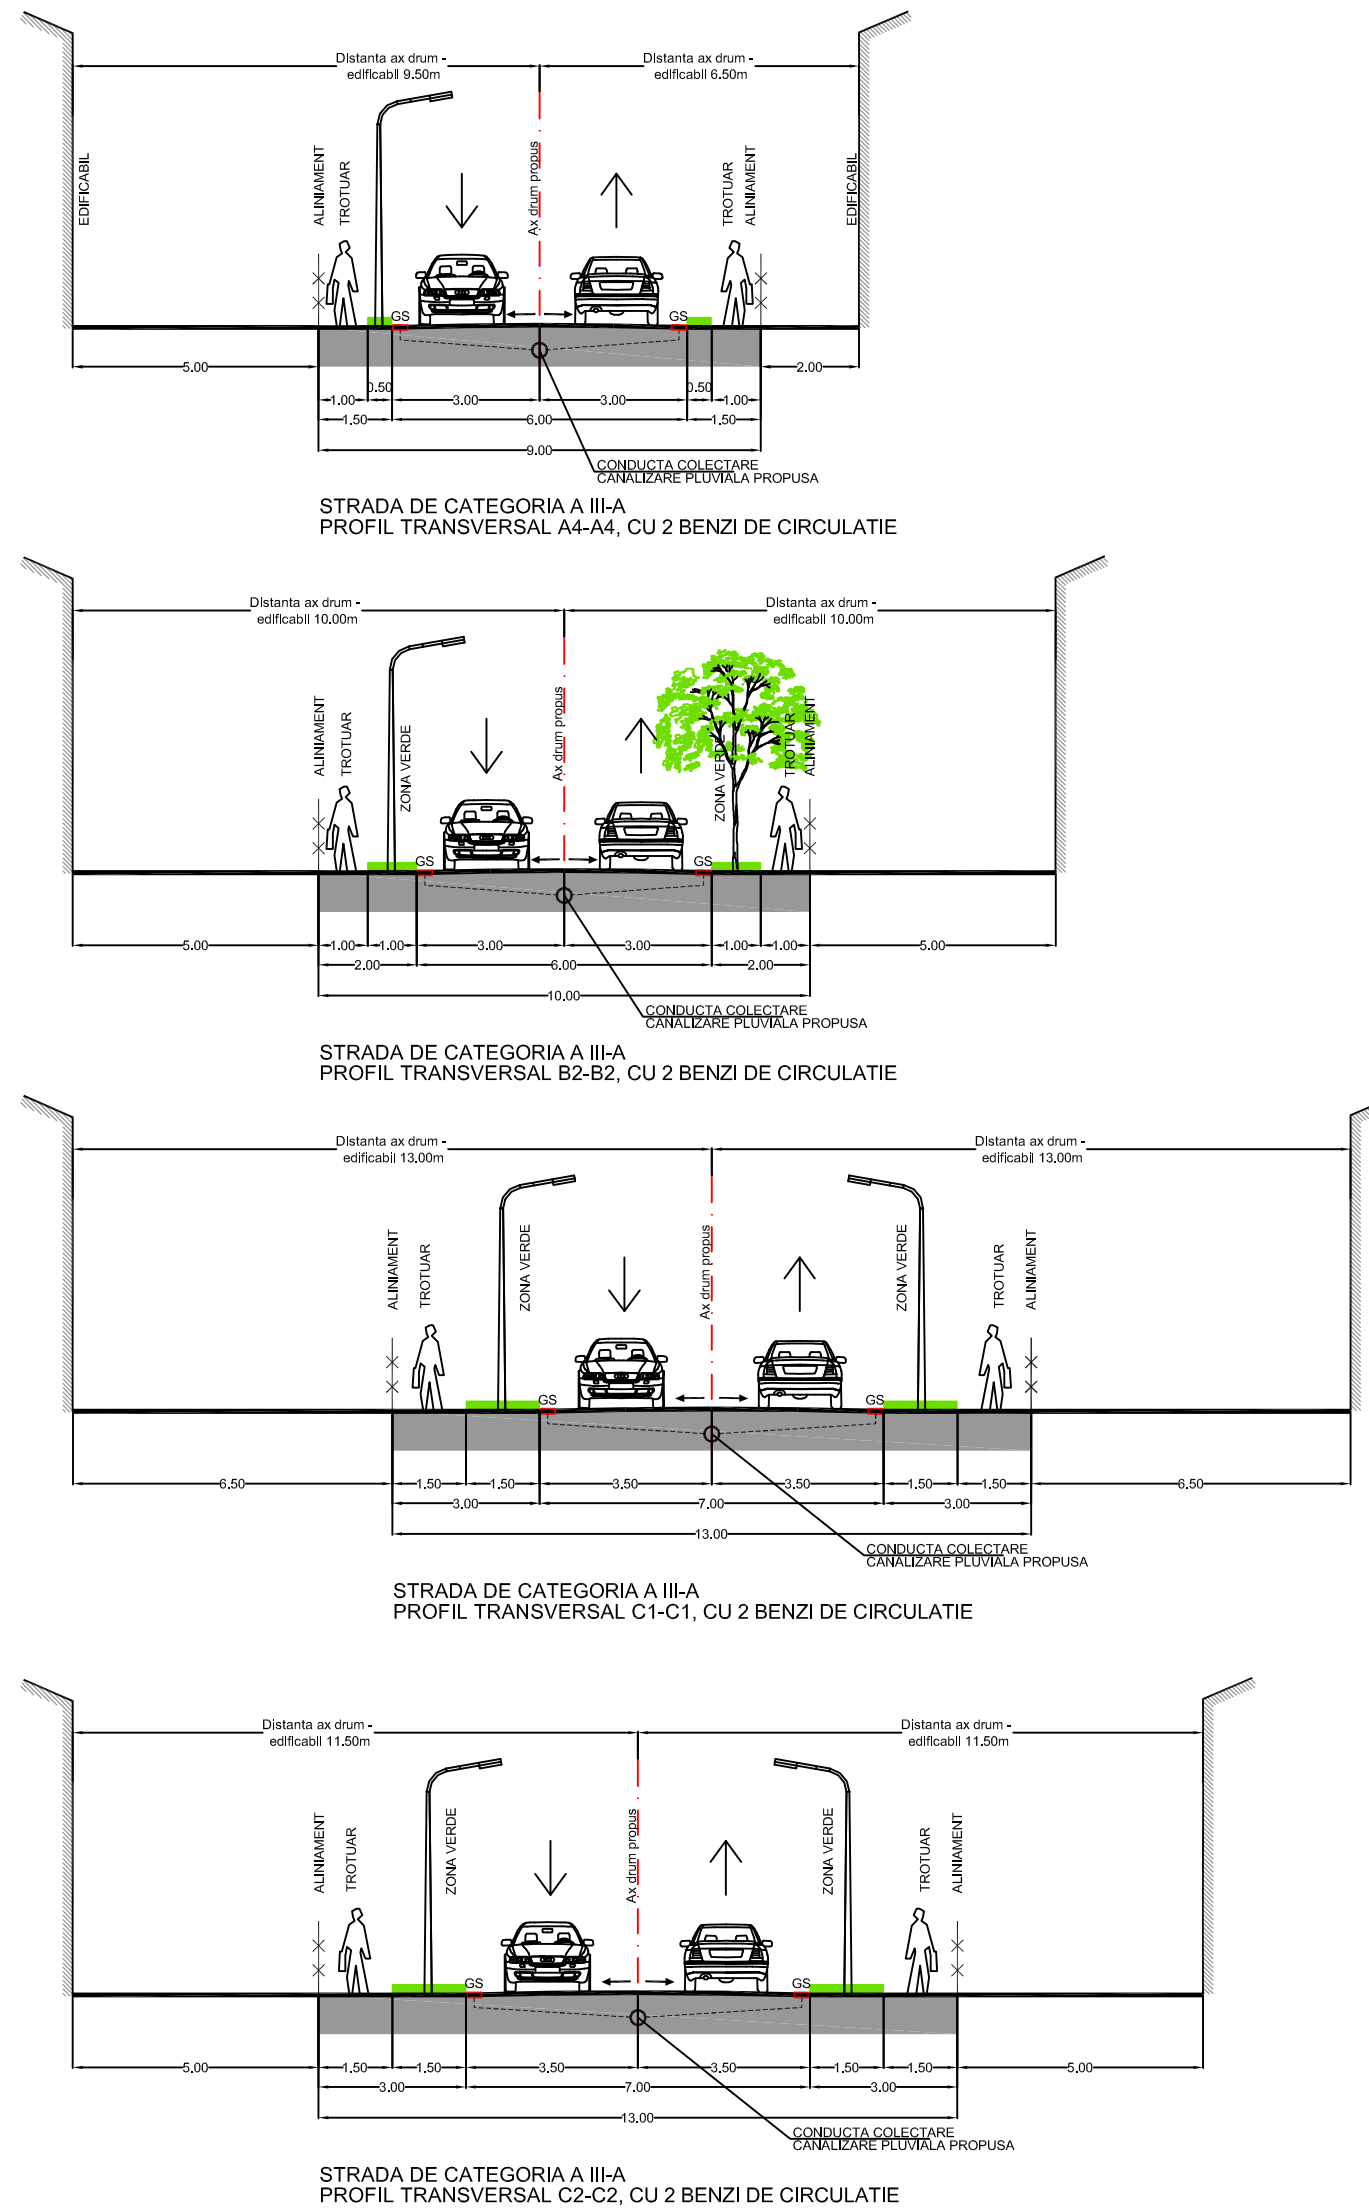 Distanta ax drum -
edificabil 9.50m
Distanta ax drum -
edificabil 6.50m
EDIFICABIL
ALINIAMENT
TROTUAR
Ax drum propus
TROTUAR
ALINIAMENT
EDIFICABIL
GS
GS
5.00
2.00
0.50
0.50
1.00
3.00
3.00
1.00
1.50
6.00
1.50
9.00
CONDUCTA COLECTARE
CANALIZARE PLUVIALA PROPUSA
STRADA DE CATEGORIA A III-A
PROFIL TRANSVERSAL A4-A4, CU 2 BENZI DE CIRCULATIE
Distanta ax drum -
edificabil 10.00m
Distanta ax drum -
edificabil 10.00m
ALINIAMENT
TROTUAR
ZONA VERDE
Ax drum propus
ZONA VERDE
TROTUAR
ALINIAMENT
GS
GS
5.00
1.00
1.00
3.00
3.00
1.00
1.00
5.00
2.00
6.00
2.00
10.00
CONDUCTA COLECTARE
CANALIZARE PLUVIALA PROPUSA
STRADA DE CATEGORIA A III-A
PROFIL TRANSVERSAL B2-B2, CU 2 BENZI DE CIRCULATIE
Distanta ax drum -
edificabil 13.00m
Distanta ax drum -
edificabil 13.00m
ALINIAMENT
TROTUAR
ZONA VERDE
Ax drum propus
ZONA VERDE
TROTUAR
ALINIAMENT
GS
GS
6.50
1.50
1.50
3.50
3.50
1.50
1.50
6.50
3.00
7.00
3.00
13.00
CONDUCTA COLECTARE
CANALIZARE PLUVIALA PROPUSA
STRADA DE CATEGORIA A III-A
PROFIL TRANSVERSAL C1-C1, CU 2 BENZI DE CIRCULATIE
Distanta ax drum -
edificabil 11.50m
Distanta ax drum -
edificabil 11.50m
ALINIAMENT
TROTUAR
ZONA VERDE
Ax drum propus
ZONA VERDE
TROTUAR
ALINIAMENT
GS
GS
5.00
1.50
1.50
3.50
3.50
1.50
1.50
5.00
3.00
7.00
3.00
13.00
CONDUCTA COLECTARE
CANALIZARE PLUVIALA PROPUSA
STRADA DE CATEGORIA A III-A
PROFIL TRANSVERSAL C2-C2, CU 2 BENZI DE CIRCULATIE